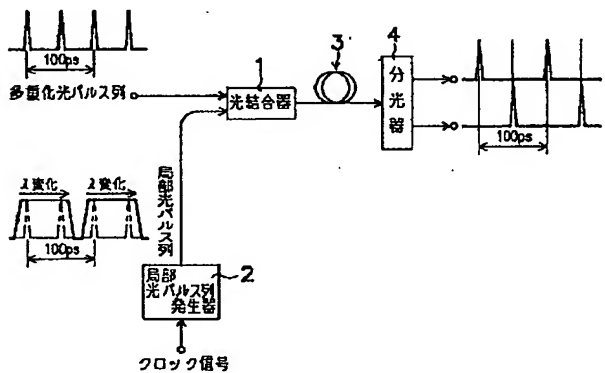 100ps
多重化光パルス列
1
光結合器
3
4
分光器
100ps
局部光パルス列
λ変化 λ変化
100ps
局部
光パルス列
発生器
2
クロック信号